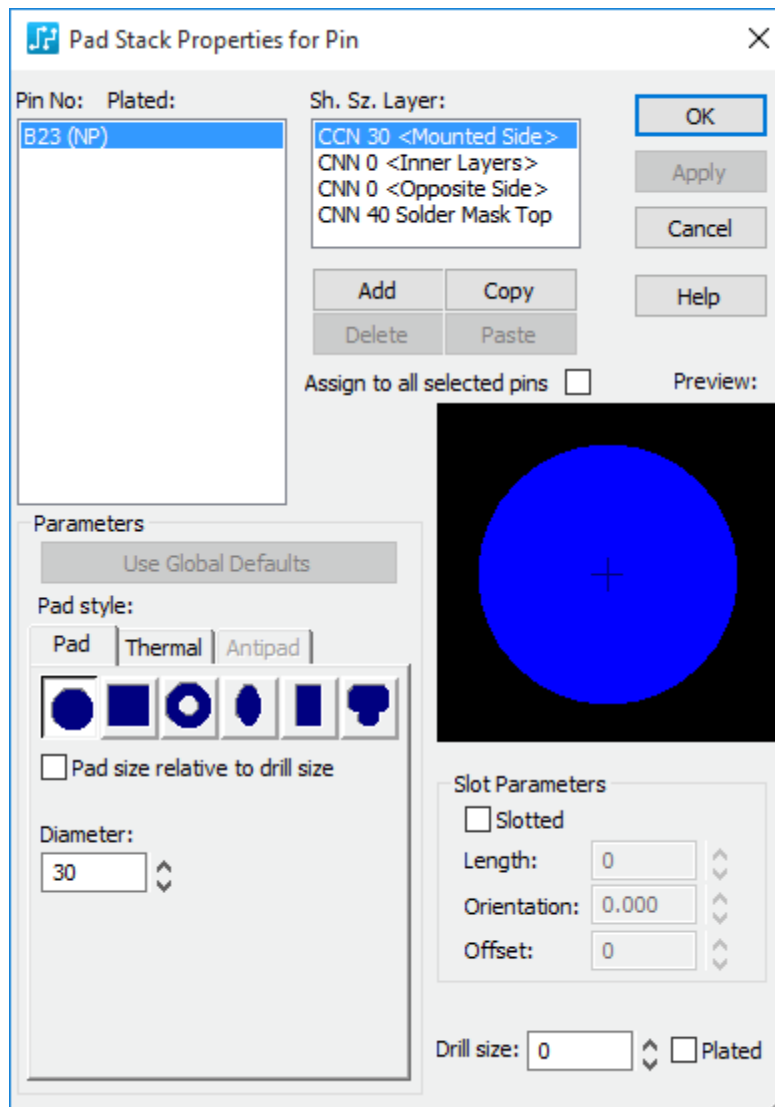 Pad Stack Properties for Pin
Pin No: Plated:
B23 (NP)
Sh. Sz. Layer:
CCN 30 <Mounted Side>
CNN 0 <Inner Layers>
CNN 0 <Opposite Side>
CNN 40 Solder Mask Top
OK
Apply
Cancel
Help
Add
Copy
Delete
Paste
Assign to all selected pins
Preview:
Parameters
Use Global Defaults
Pad style:
Pad
Thermal
Antipad
Pad size relative to drill size
Diameter:
30
Slot Parameters
Slotted
Length: 0
Orientation: 0.000
Offset: 0
Drill size: 0
Plated